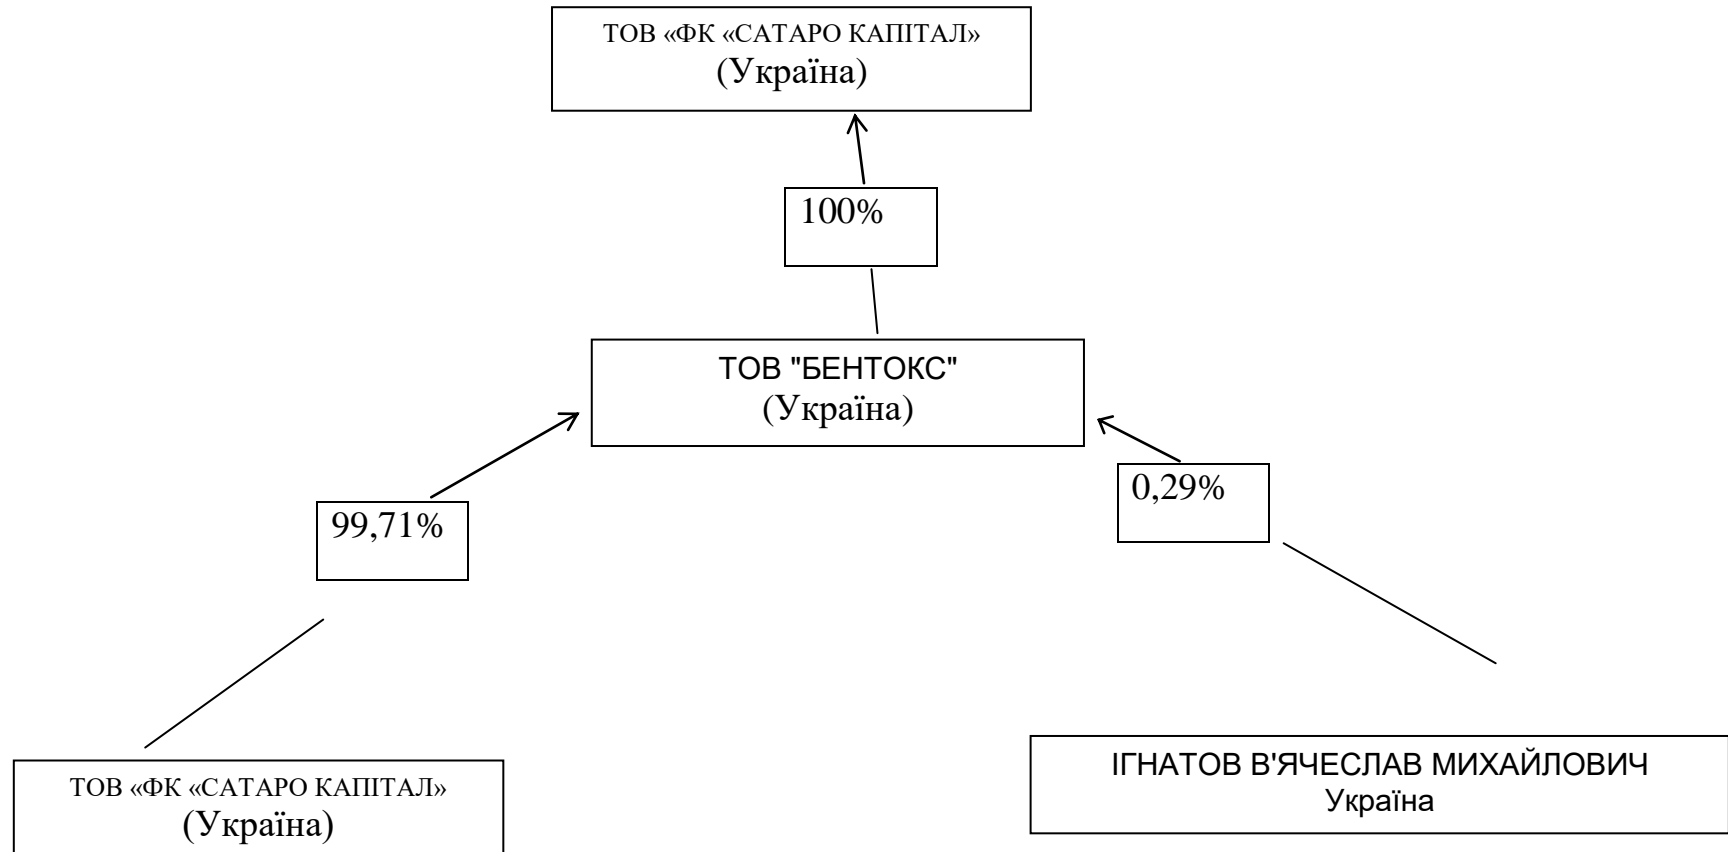 ТОВ «ФК «САТАРО КАПІТАЛ»
(Україна)
100%
ТОВ "БЕНТОКС"
(Україна)
99,71%
0,29%
ТОВ «ФК «САТАРО КАПІТАЛ»
(Україна)
ІГНАТОВ В'ЯЧЕСЛАВ МИХАЙЛОВИЧ
Україна